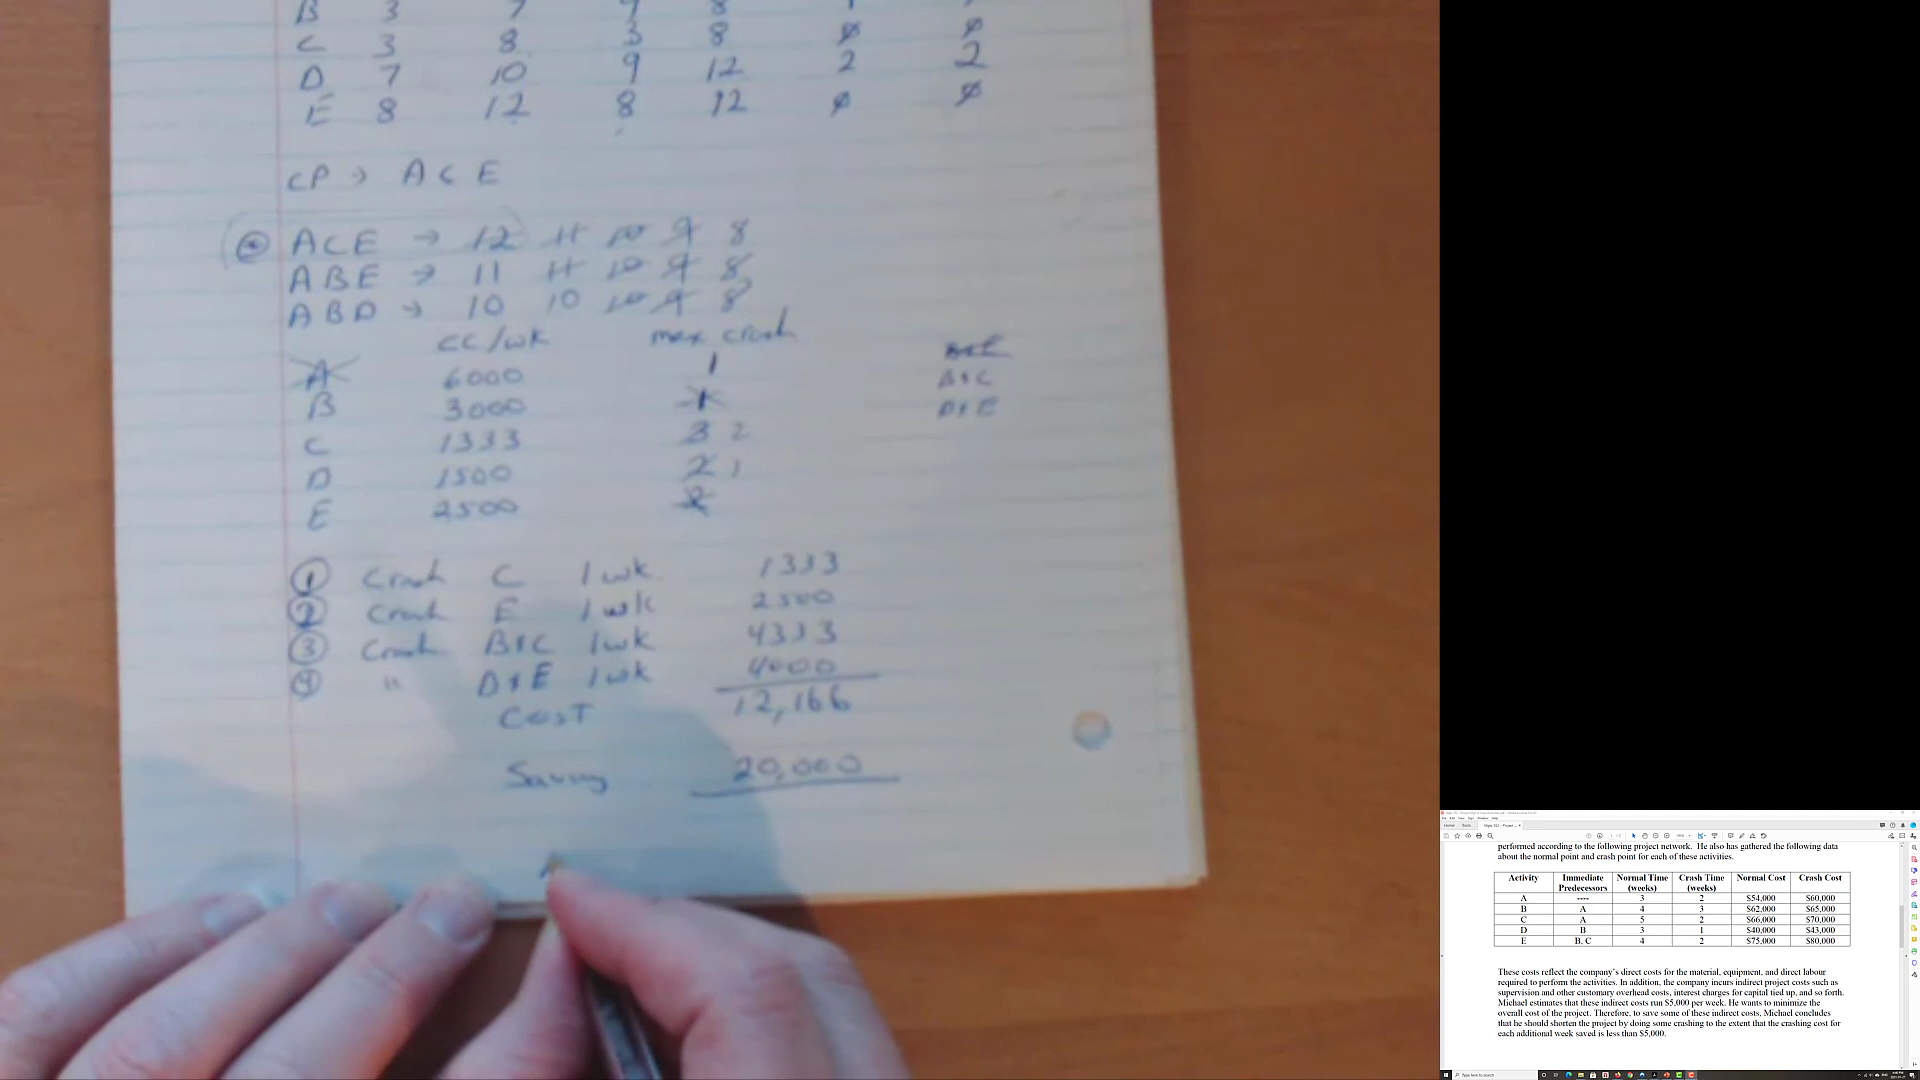 B 3 7 4 8 1
C 3 8 3 8 ∅ ∅
D 7 10 9 12 2 2
E 8 12 8 12 ∅ ∅
CP → A C E
ACE → 12 11 10 9 8
ABE → 11 11 10 9 8
ABD → 10 10 10 9 8
CC/wk max crash
A 6000 1
B 3000 1 B+C
C 1333 3 2 D+E
D 1500 2 1
E 2500 2
① Crash C 1wk 1333
② Crash E 1wk 2500
③ Crash B+C 1wk 4333
④ " D+E 1wk 4000
COST 12,166
Saving 20,000
performed according to the following project network. He also has gathered the following data
about the normal point and crash point for each of these activities.
Activity Immediate Predecessors Normal Time (weeks) Crash Time (weeks) Normal Cost Crash Cost
A ---- 3 2 $54,000 $60,000
B A 4 3 $62,000 $65,000
C A 5 2 $66,000 $70,000
D B 3 1 $40,000 $43,000
E B, C 4 2 $75,000 $80,000
These costs reflect the company's direct costs for the material, equipment, and direct labour
required to perform the activities. In addition, the company incurs indirect project costs such as
supervision and other customary overhead costs, interest charges for capital tied up, and so forth.
Michael estimates that these indirect costs run $5,000 per week. He wants to minimize the
overall cost of the project. Therefore, to save some of these indirect costs, Michael concludes
that he should shorten the project by doing some crashing to the extent that the crashing cost for
each additional week saved is less than $5,000.
Type here to search